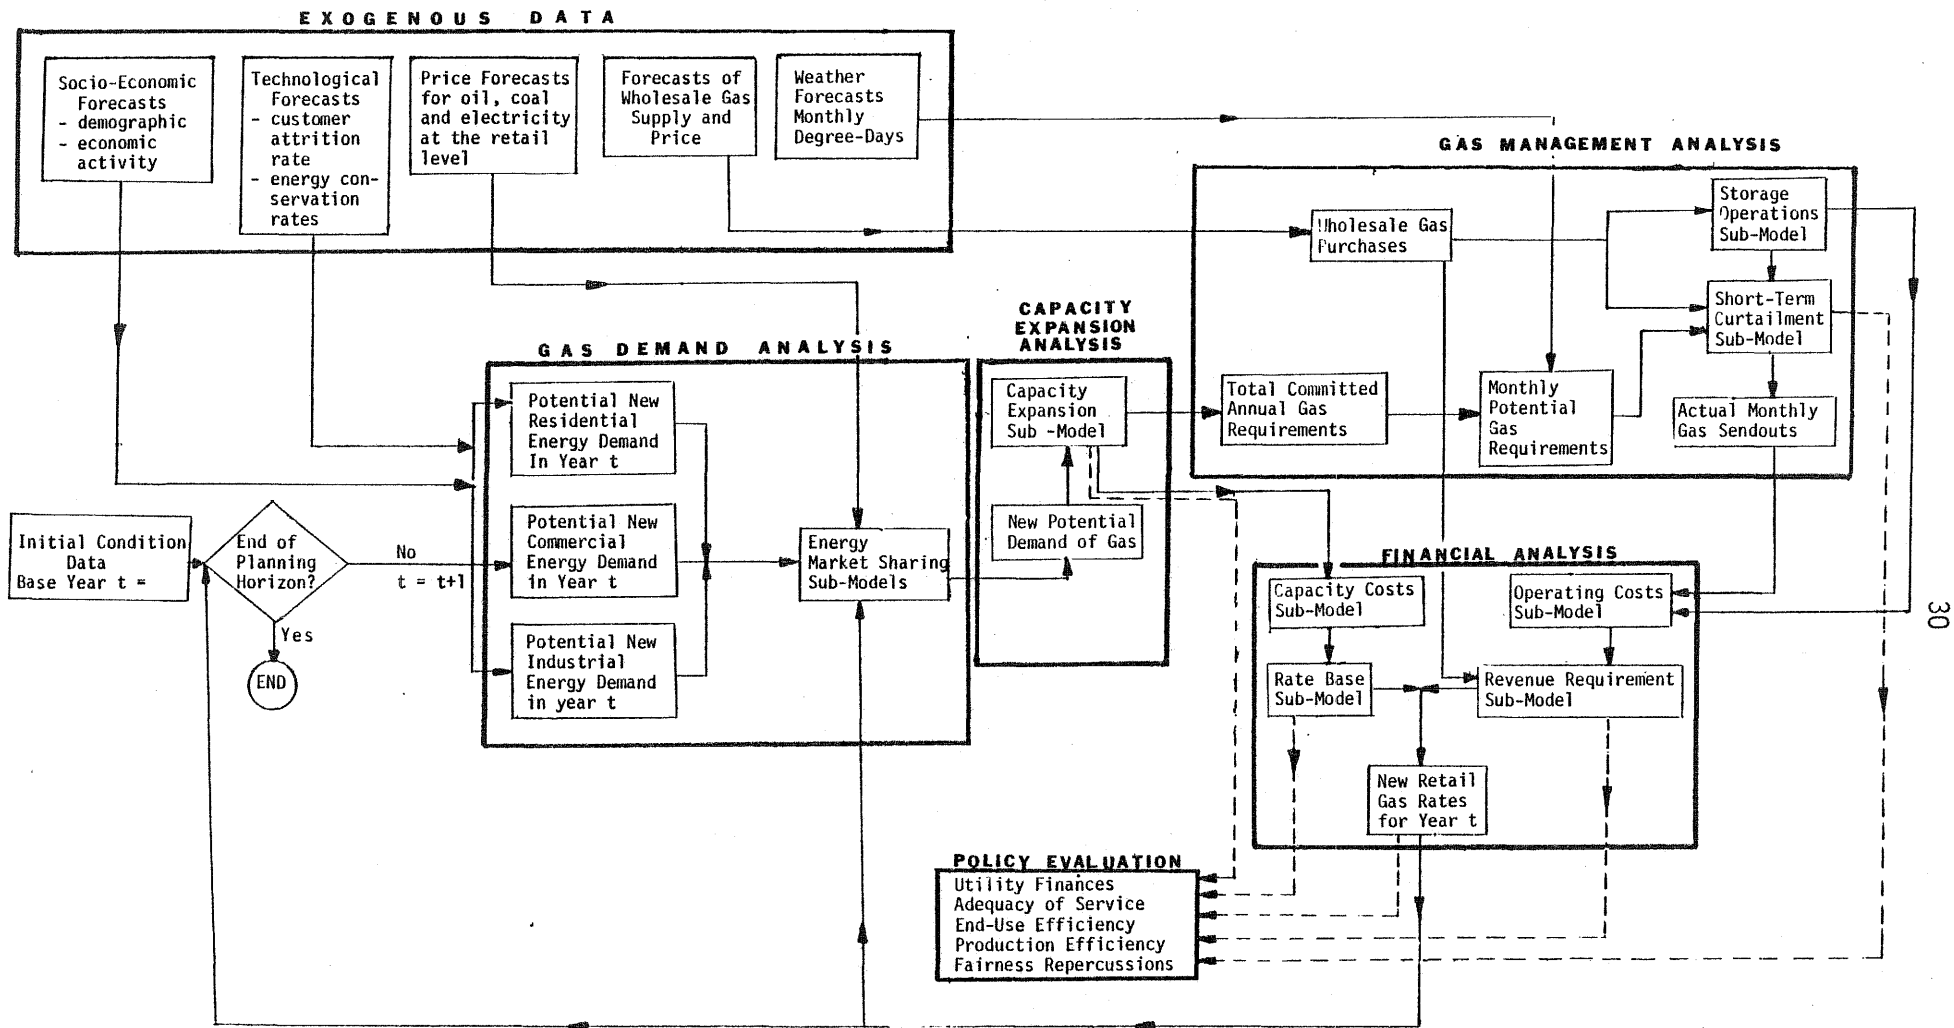 EXOGENOUS DATA
Socio-Economic
Forecasts
- demographic
- economic
activity
Technological
Forecasts
- customer
attrition
rate
- energy con-
servation
rates
Price Forecasts
for oil, coal
and electricity
at the retail
level
Forecasts of
Wholesale Gas
Supply and
Price
Weather
Forecasts
Monthly
Degree-Days
GAS MANAGEMENT ANALYSIS
Wholesale Gas
Purchases
Storage
Operations
Sub-Model
Short-Term
Curtailment
Sub-Model
Total Committed
Annual Gas
Requirements
Monthly
Potential
Gas
Requirements
Actual Monthly
Gas Sendouts
CAPACITY
EXPANSION
ANALYSIS
Capacity
Expansion
Sub -Model
New Potential
Demand of Gas
GAS DEMAND ANALYSIS
Potential New
Residential
Energy Demand
In Year t
Potential New
Commercial
Energy Demand
in Year t
Potential New
Industrial
Energy Demand
in year t
Energy
Market Sharing
Sub-Models
Initial Condition
Data
Base Year t =
End of
Planning
Horizon?
No
t = t+1
Yes
END
FINANCIAL ANALYSIS
Capacity Costs
Sub-Model
Operating Costs
Sub-Model
Rate Base
Sub-Model
Revenue Requirement
Sub-Model
New Retail
Gas Rates
for Year t
POLICY EVALUATION
Utility Finances
Adequacy of Service
End-Use Efficiency
Production Efficiency
Fairness Repercussions
30